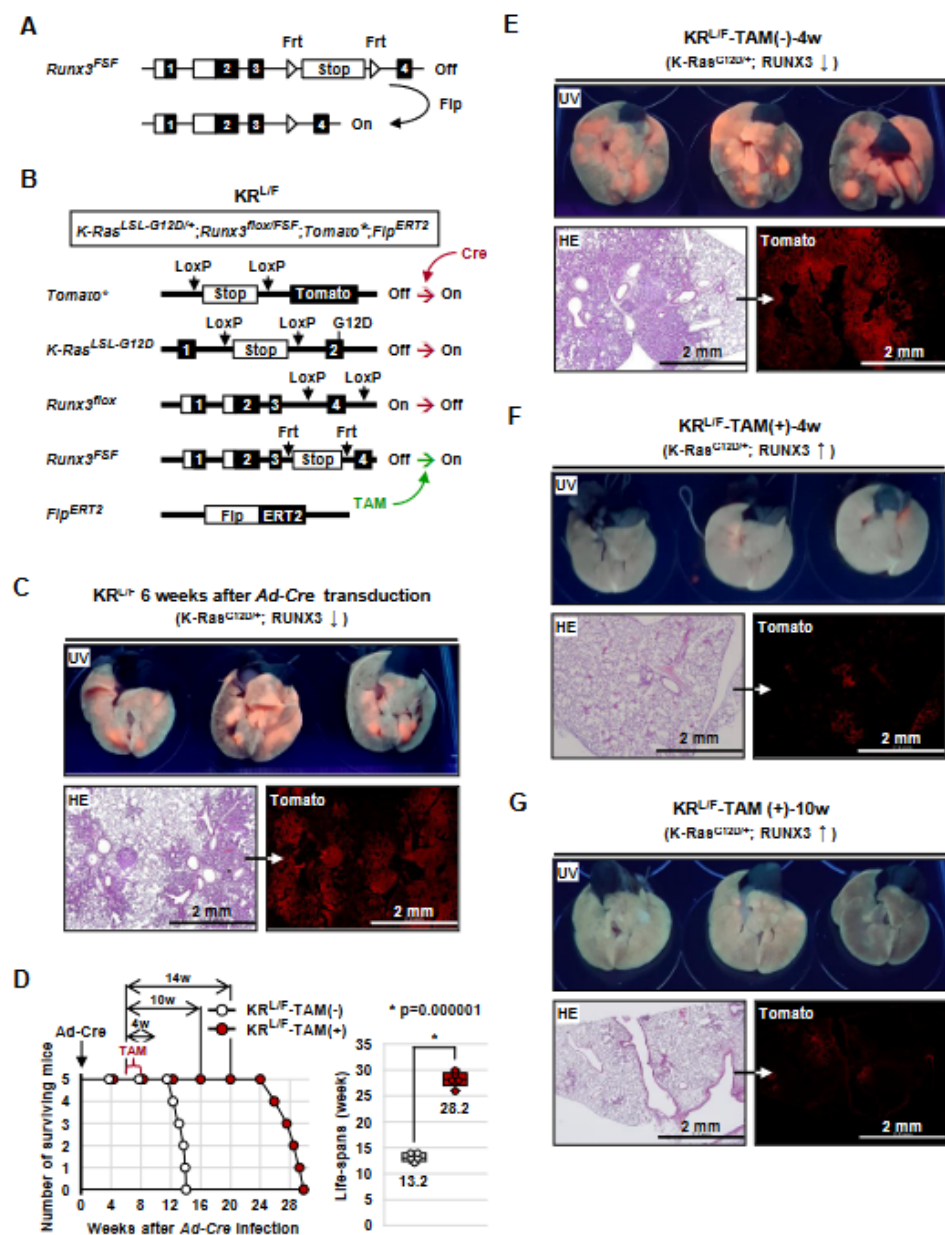 A
Frt Frt
Runx3FSF 1 2 3 Stop 4 Off
Flp
1 2 3 4 On
B
KRL/F
K-RasLSL-G12D/+;Runx3flox/FSF;Tomato*;FlpERT2
Cre
LoxP LoxP
Tomato* Stop Tomato Off On
LoxP LoxP G12D
K-RasLSL-G12D 1 Stop 2 Off On
LoxP LoxP
Runx3flox 1 2 3 4 On Off
Frt Frt
Runx3FSF 1 2 3 Stop 4 Off On
TAM
FlpERT2 Flp ERT2
C
KRL/F 6 weeks after Ad-Cre transduction
(K-RasG12D/+; RUNX3 ↓)
UV
HE Tomato
2 mm 2 mm
D
14w
10w
4w
Ad-Cre
TAM
KRL/F-TAM(-)
KRL/F-TAM(+)
Number of surviving mice
5
4
3
2
1
0
0 4 8 12 16 20 24 28
Weeks after Ad-Cre infection
* p=0.000001
*
Life-spans (week)
35
30
25
20
15
10
5
0
28.2
13.2
E
KRL/F-TAM(-)-4w
(K-RasG12D/+; RUNX3 ↓)
UV
HE Tomato
2 mm 2 mm
F
KRL/F-TAM(+)-4w
(K-RasG12D/+; RUNX3 ↑)
UV
HE Tomato
2 mm 2 mm
G
KRL/F-TAM (+)-10w
(K-RasG12D/+; RUNX3 ↑)
UV
HE Tomato
2 mm 2 mm